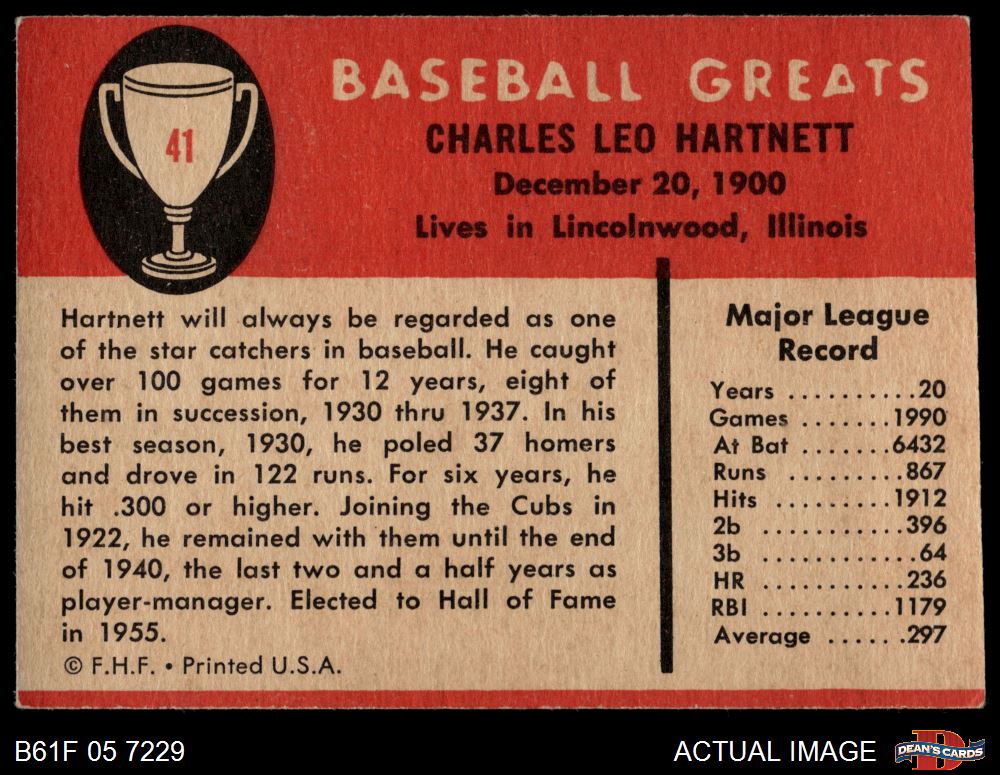 41
BASEBALL GREATS
CHARLES LEO HARTNETT
December 20, 1900
Lives in Lincolnwood, Illinois
Hartnett will always be regarded as one
of the star catchers in baseball. He caught
over 100 games for 12 years, eight of
them in succession, 1930 thru 1937. In his
best season, 1930, he poled 37 homers
and drove in 122 runs. For six years, he
hit .300 or higher. Joining the Cubs in
1922, he remained with them until the end
of 1940, the last two and a half years as
player-manager. Elected to Hall of Fame
in 1955.
© F.H.F. • Printed U.S.A.
Major League
Record
Years ..........20
Games .......1990
At Bat .......6432
Runs ..........867
Hits .........1912
2b ...........396
3b ............64
HR ...........236
RBI ..........1179
Average .......297
B61F 05 7229
ACTUAL IMAGE
D
DEAN'S CARDS